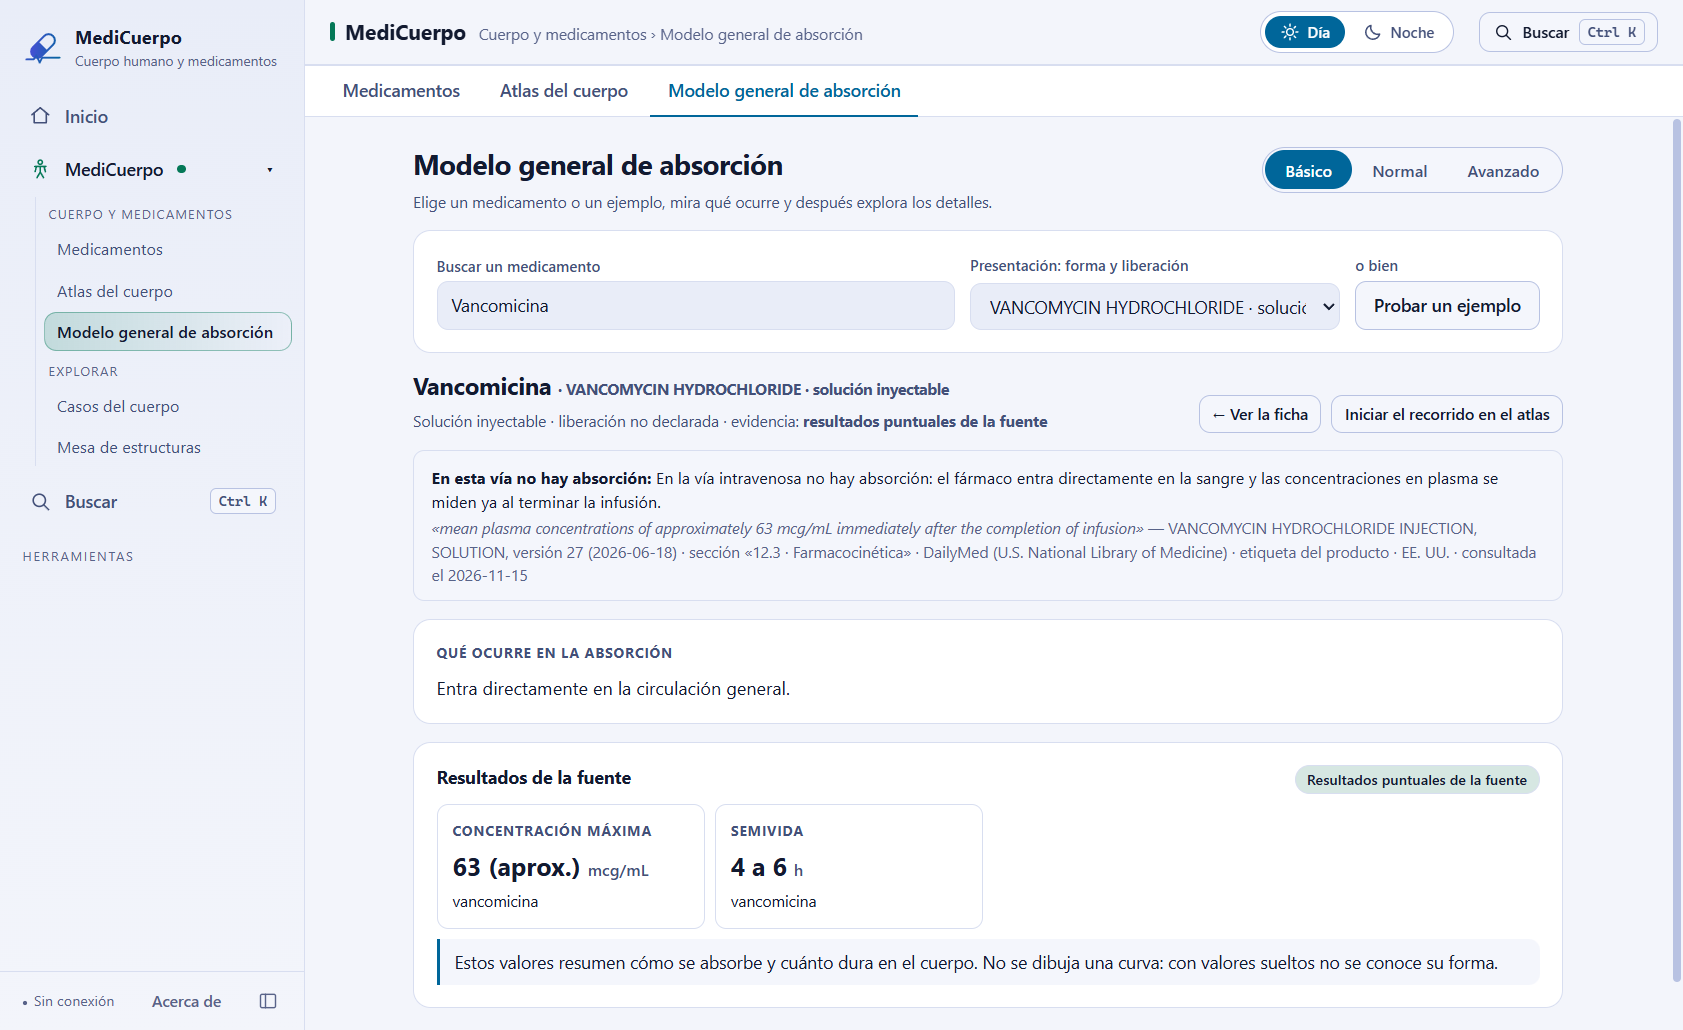 MediCuerpo
Cuerpo humano y medicamentos
Inicio
MediCuerpo
CUERPO Y MEDICAMENTOS
Medicamentos
Atlas del cuerpo
Modelo general de absorción
EXPLORAR
Casos del cuerpo
Mesa de estructuras
Buscar Ctrl K
HERRAMIENTAS
Sin conexión Acerca de
MediCuerpo Cuerpo y medicamentos › Modelo general de absorción
Día Noche
Buscar Ctrl K
Medicamentos Atlas del cuerpo Modelo general de absorción
Modelo general de absorción
Elige un medicamento o un ejemplo, mira qué ocurre y después explora los detalles.
Básico Normal Avanzado
Buscar un medicamento
Vancomicina
Presentación: forma y liberación
VANCOMYCIN HYDROCHLORIDE · solució
o bien
Probar un ejemplo
Vancomicina · VANCOMYCIN HYDROCHLORIDE · solución inyectable
Solución inyectable · liberación no declarada · evidencia: resultados puntuales de la fuente
← Ver la ficha
Iniciar el recorrido en el atlas
En esta vía no hay absorción: En la vía intravenosa no hay absorción: el fármaco entra directamente en la sangre y las concentraciones en plasma se
miden ya al terminar la infusión.
«mean plasma concentrations of approximately 63 mcg/mL immediately after the completion of infusion» — VANCOMYCIN HYDROCHLORIDE INJECTION,
SOLUTION, versión 27 (2026-06-18) · sección «12.3 · Farmacocinética» · DailyMed (U.S. National Library of Medicine) · etiqueta del producto · EE. UU. · consultada
el 2026-11-15
QUÉ OCURRE EN LA ABSORCIÓN
Entra directamente en la circulación general.
Resultados de la fuente
Resultados puntuales de la fuente
CONCENTRACIÓN MÁXIMA
63 (aprox.) mcg/mL
vancomicina
SEMIVIDA
4 a 6 h
vancomicina
Estos valores resumen cómo se absorbe y cuánto dura en el cuerpo. No se dibuja una curva: con valores sueltos no se conoce su forma.